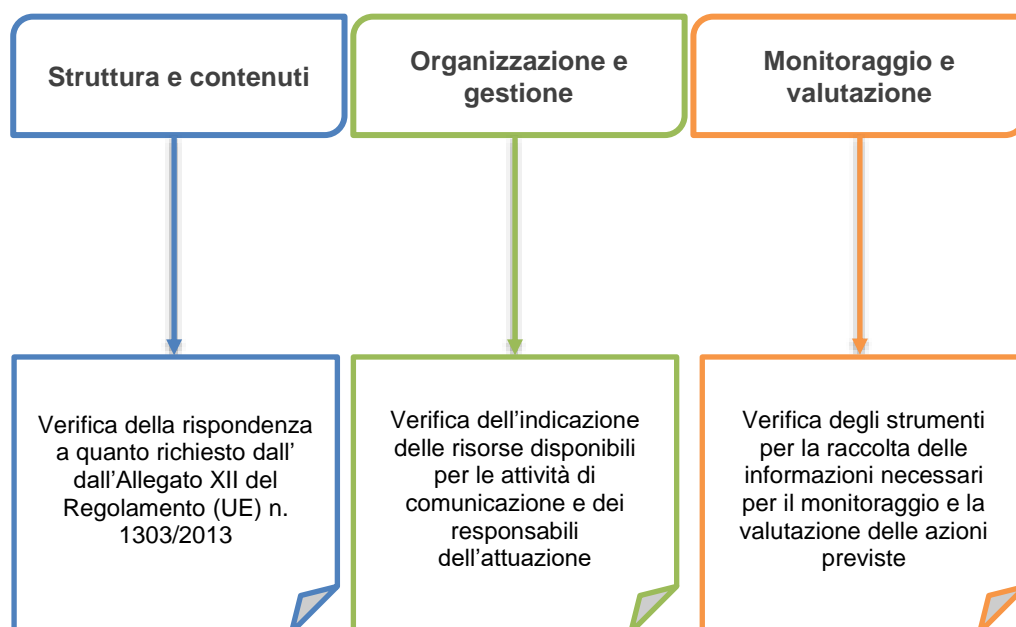 Struttura e contenuti
Organizzazione e
gestione
Monitoraggio e
valutazione
Verifica della rispondenza
a quanto richiesto dall’
dall’Allegato XII del
Regolamento (UE) n.
1303/2013
Verifica dell’indicazione
delle risorse disponibili
per le attività di
comunicazione e dei
responsabili
dell’attuazione
Verifica degli strumenti
per la raccolta delle
informazioni necessari
per il monitoraggio e la
valutazione delle azioni
previste